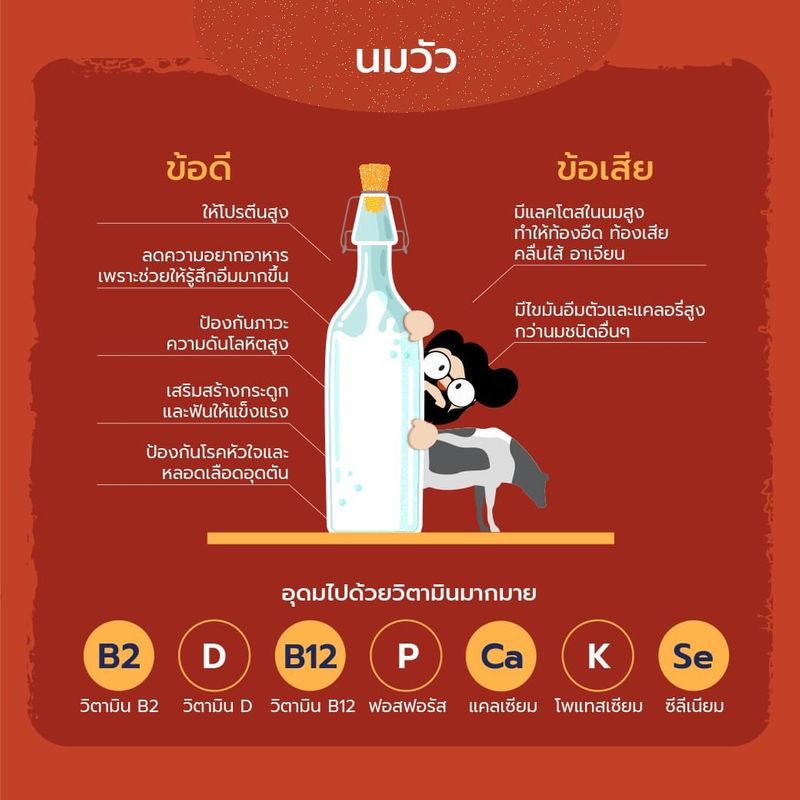 นมวัว
ข้อดี
ให้โปรตีนสูง
ลดความอยากอาหาร
เพราะช่วยให้รู้สึกอิ่มมากขึ้น
ป้องกันภาวะ
ความดันโลหิตสูง
เสริมสร้างกระดูก
และฟันให้แข็งแรง
ป้องกันโรคหัวใจและ
หลอดเลือดอุดตัน
ข้อเสีย
มีแลคโตสในนมสูง
ทำให้ท้องอืด ท้องเสีย
คลื่นไส้ อาเจียน
มีไขมันอิ่มตัวและแคลอรี่สูง
กว่านมชนิดอื่นๆ
อุดมไปด้วยวิตามินมากมาย
B2 D B12 P Ca K Se
วิตามิน B2 วิตามิน D วิตามิน B12 ฟอสฟอรัส แคลเซียม โพแทสเซียม ซีลีเนียม